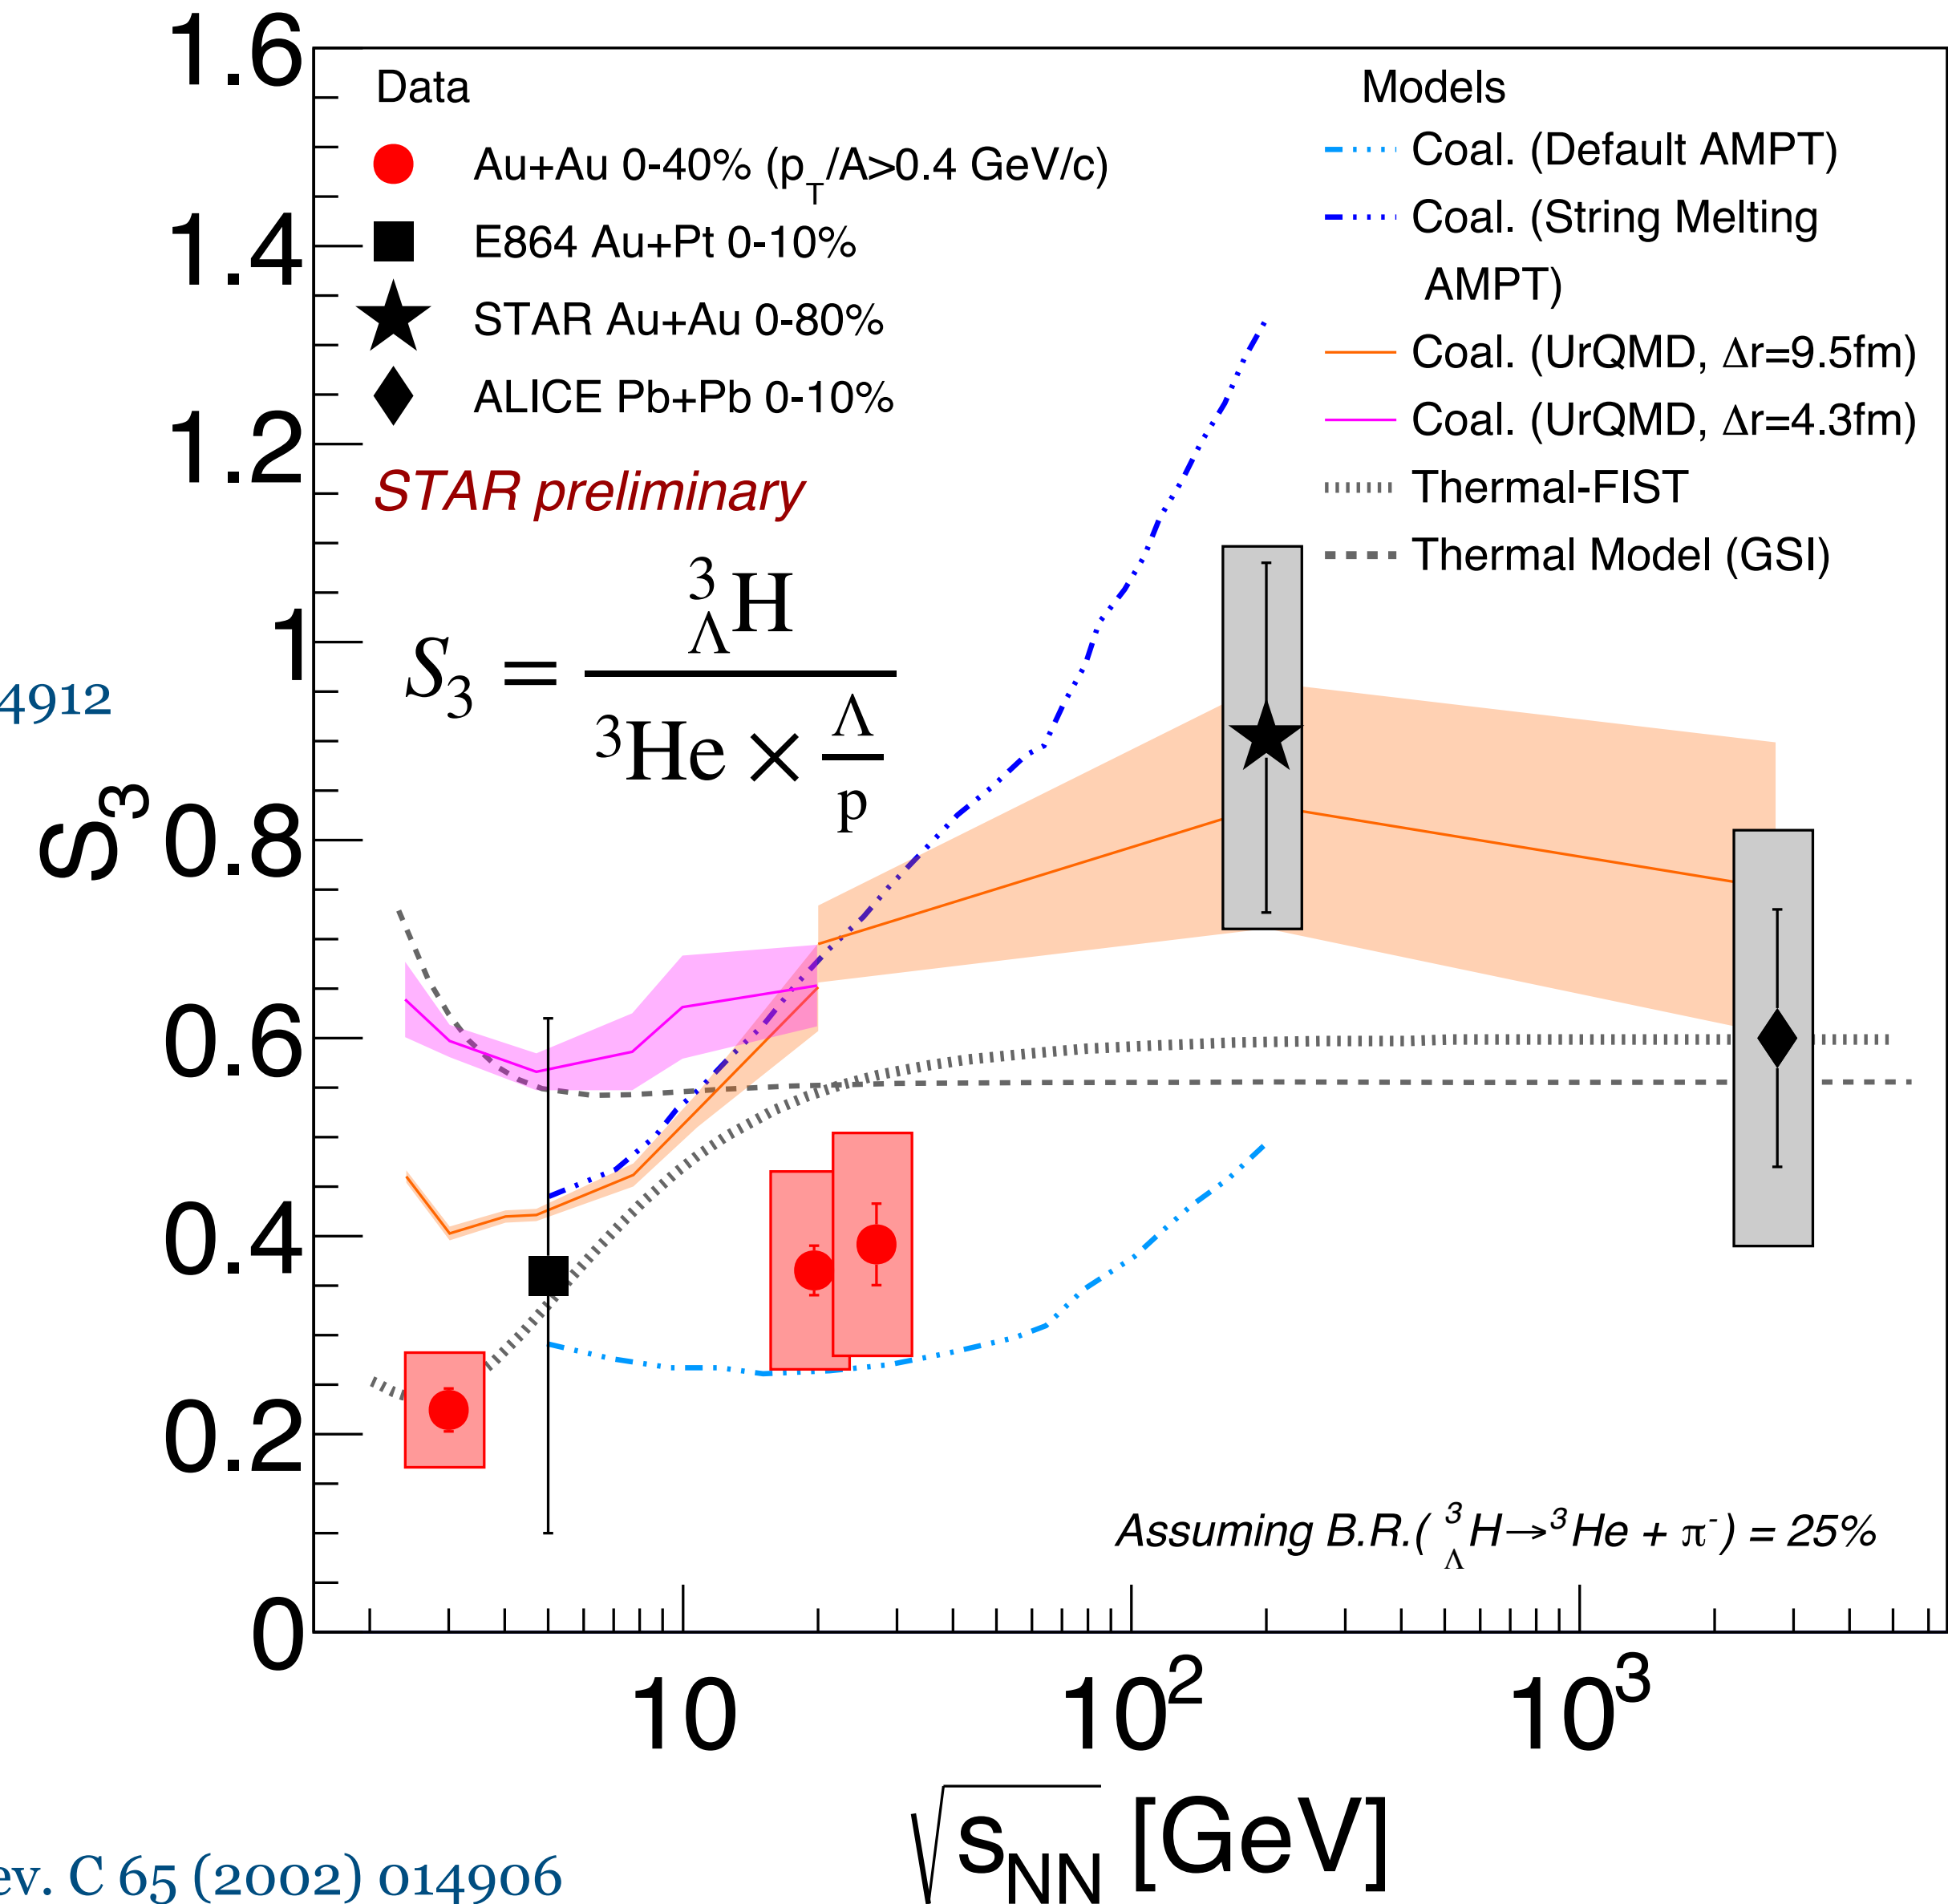 1.6
1.4
1.2
1
0.8
0.6
0.4
0.2
0
S3
4912
Data
Au+Au 0-40% (pT/A>0.4 GeV/c)
E864 Au+Pt 0-10%
STAR Au+Au 0-80%
ALICE Pb+Pb 0-10%
STAR preliminary
S3 = 3ΛH / (3He × Λ/p)
Models
Coal. (Default AMPT)
Coal. (String Melting
AMPT)
Coal. (UrQMD, Δr=9.5fm)
Coal. (UrQMD, Δr=4.3fm)
Thermal-FIST
Thermal Model (GSI)
Assuming B.R.(3ΛH→3He + π-) = 25%
10
10²
10³
√sNN [GeV]
ev. C 65 (2002) 014906